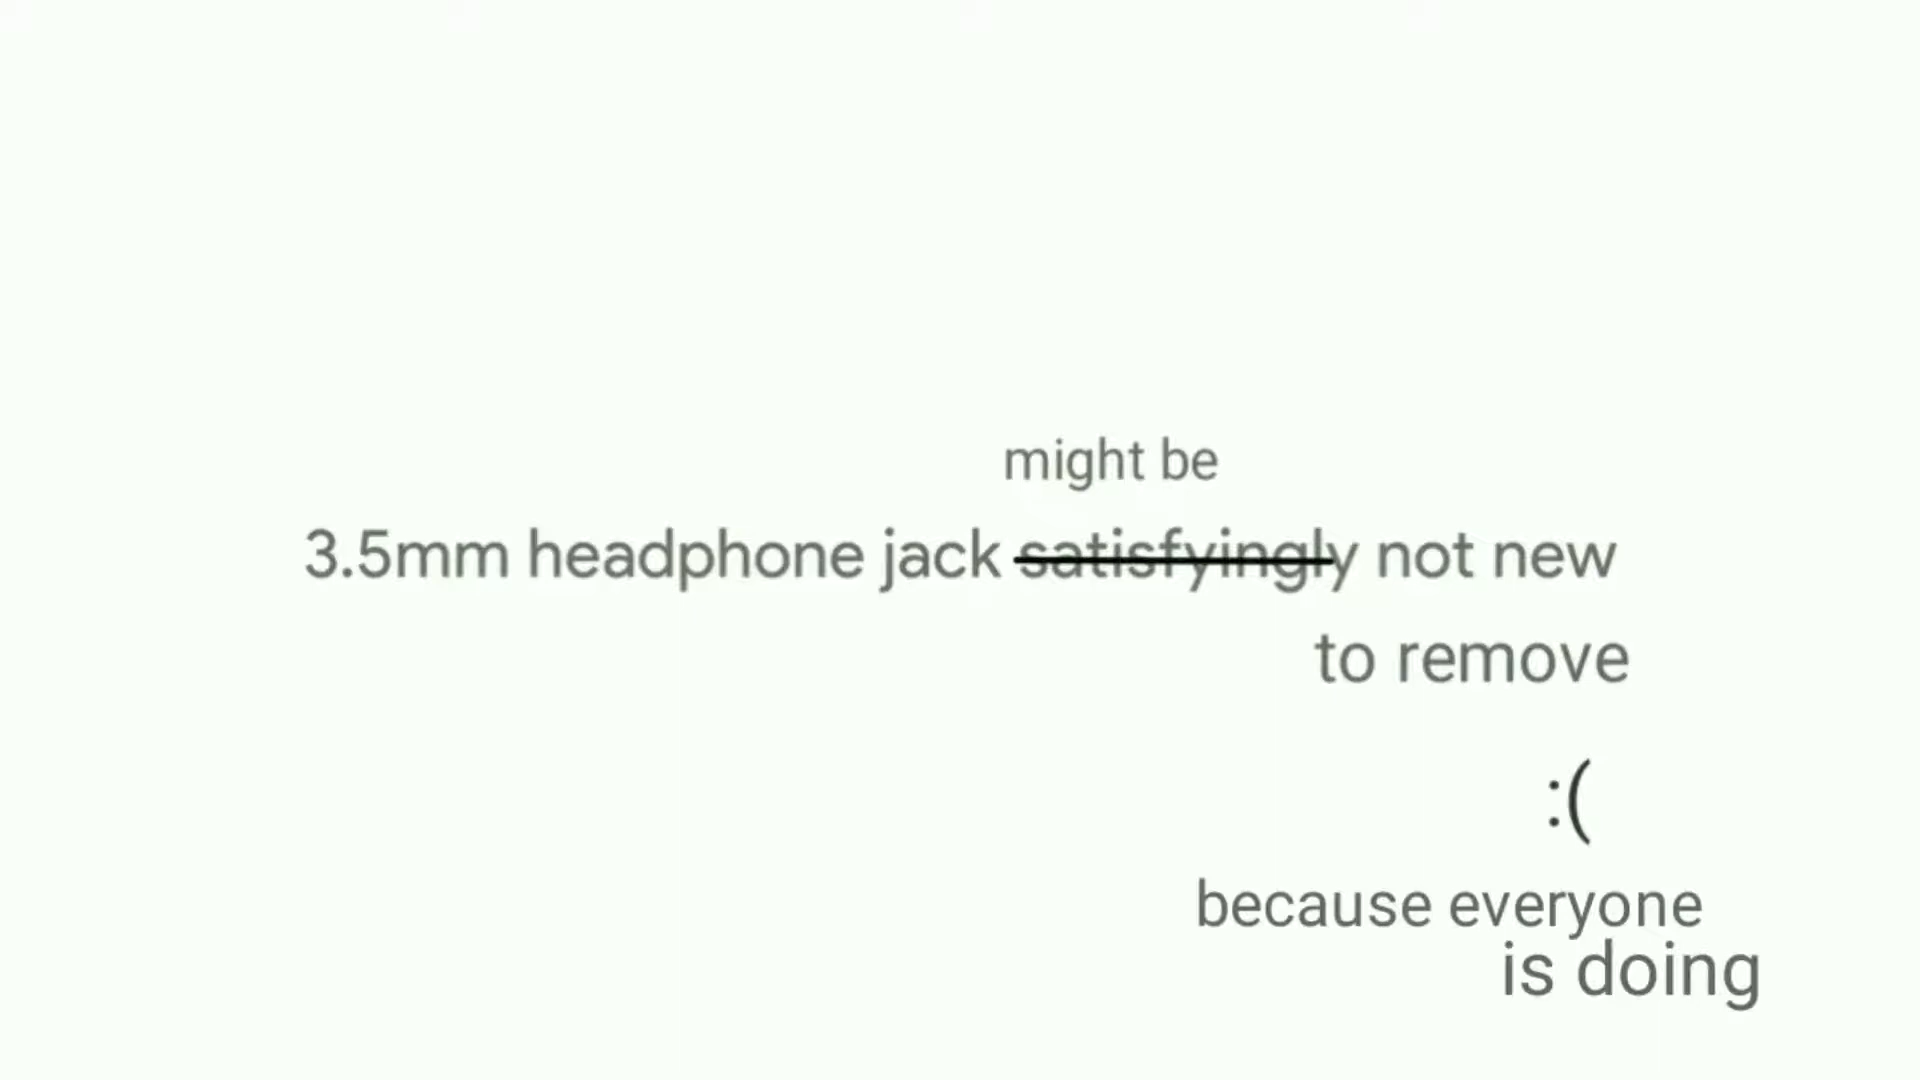 might be
3.5mm headphone jack satisfyingly not new
to remove
:(
because everyone
is doing